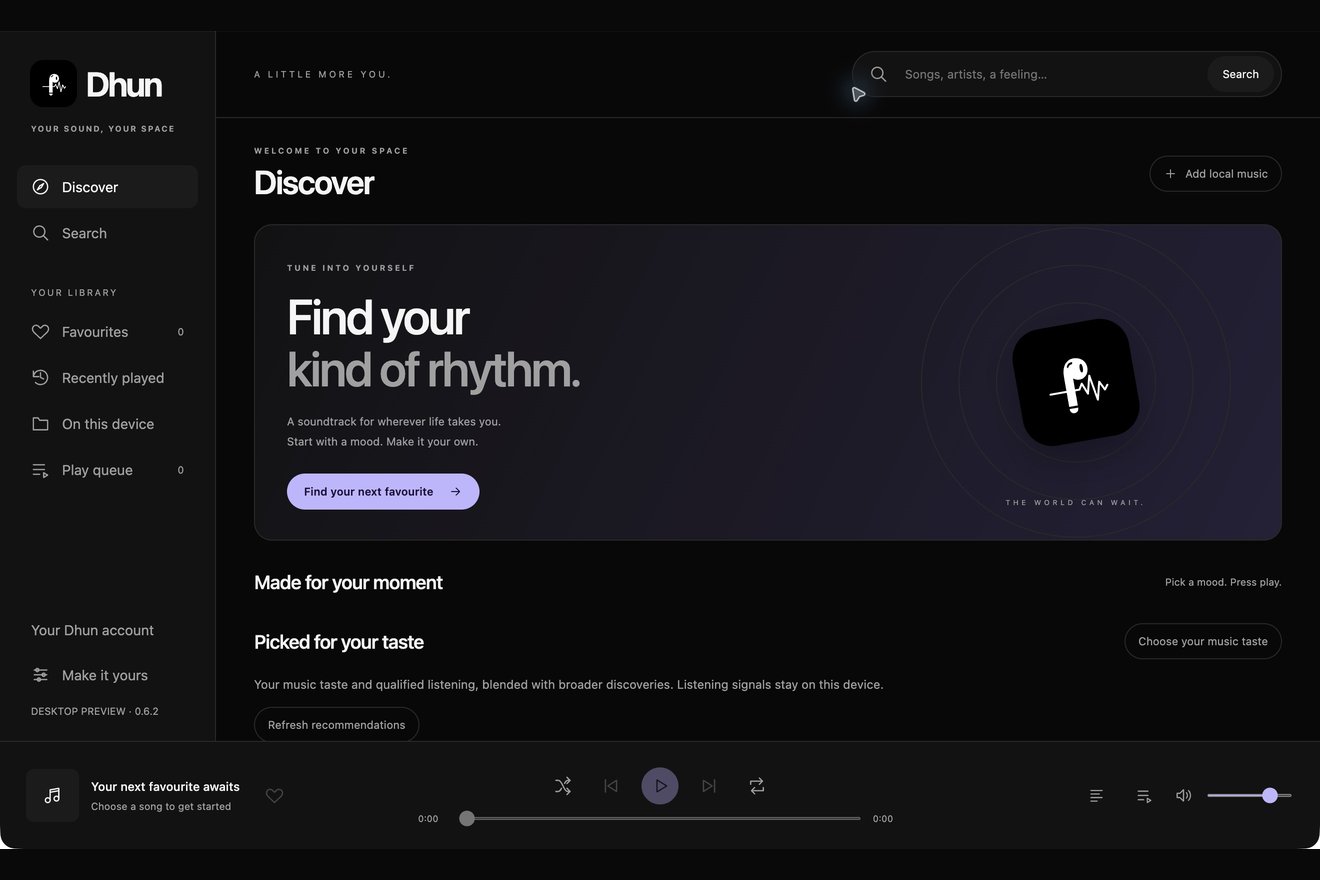 Dhun
YOUR SOUND, YOUR SPACE
Discover
Search
YOUR LIBRARY
Favourites 0
Recently played
On this device
Play queue 0
Your Dhun account
Make it yours
DESKTOP PREVIEW · 0.6.2
A LITTLE MORE YOU.
Songs, artists, a feeling...
Search
WELCOME TO YOUR SPACE
Discover
Add local music
TUNE INTO YOURSELF
Find your
kind of rhythm.
A soundtrack for wherever life takes you.
Start with a mood. Make it your own.
Find your next favourite
THE WORLD CAN WAIT.
Made for your moment
Pick a mood. Press play.
Picked for your taste
Choose your music taste
Your music taste and qualified listening, blended with broader discoveries. Listening signals stay on this device.
Refresh recommendations
Your next favourite awaits
Choose a song to get started
0:00
0:00